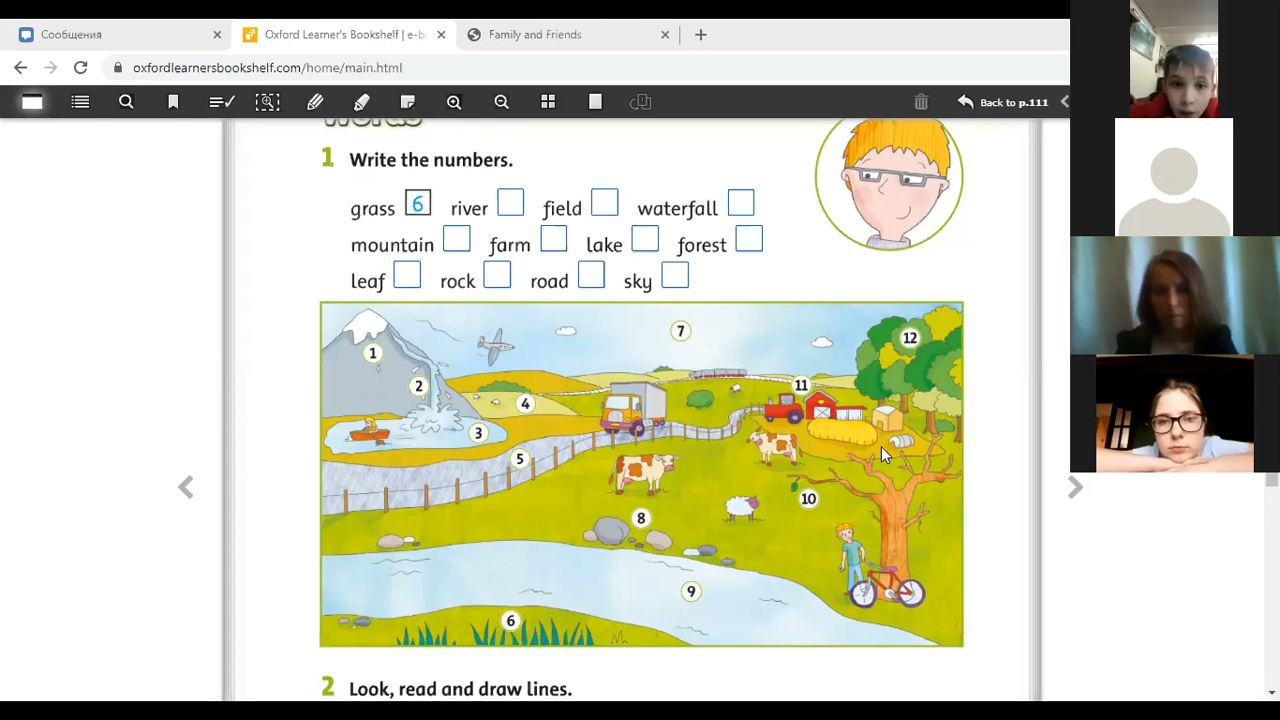 Сообщения
Oxford Learner's Bookshelf | e-b
Family and Friends
oxfordlearnersbookshelf.com/home/main.html
Back to p.111
1 Write the numbers.
grass 6 river field waterfall
mountain farm lake forest
leaf rock road sky
7
12
1
2
11
4
3
5
10
8
9
6
2 Look, read and draw lines.